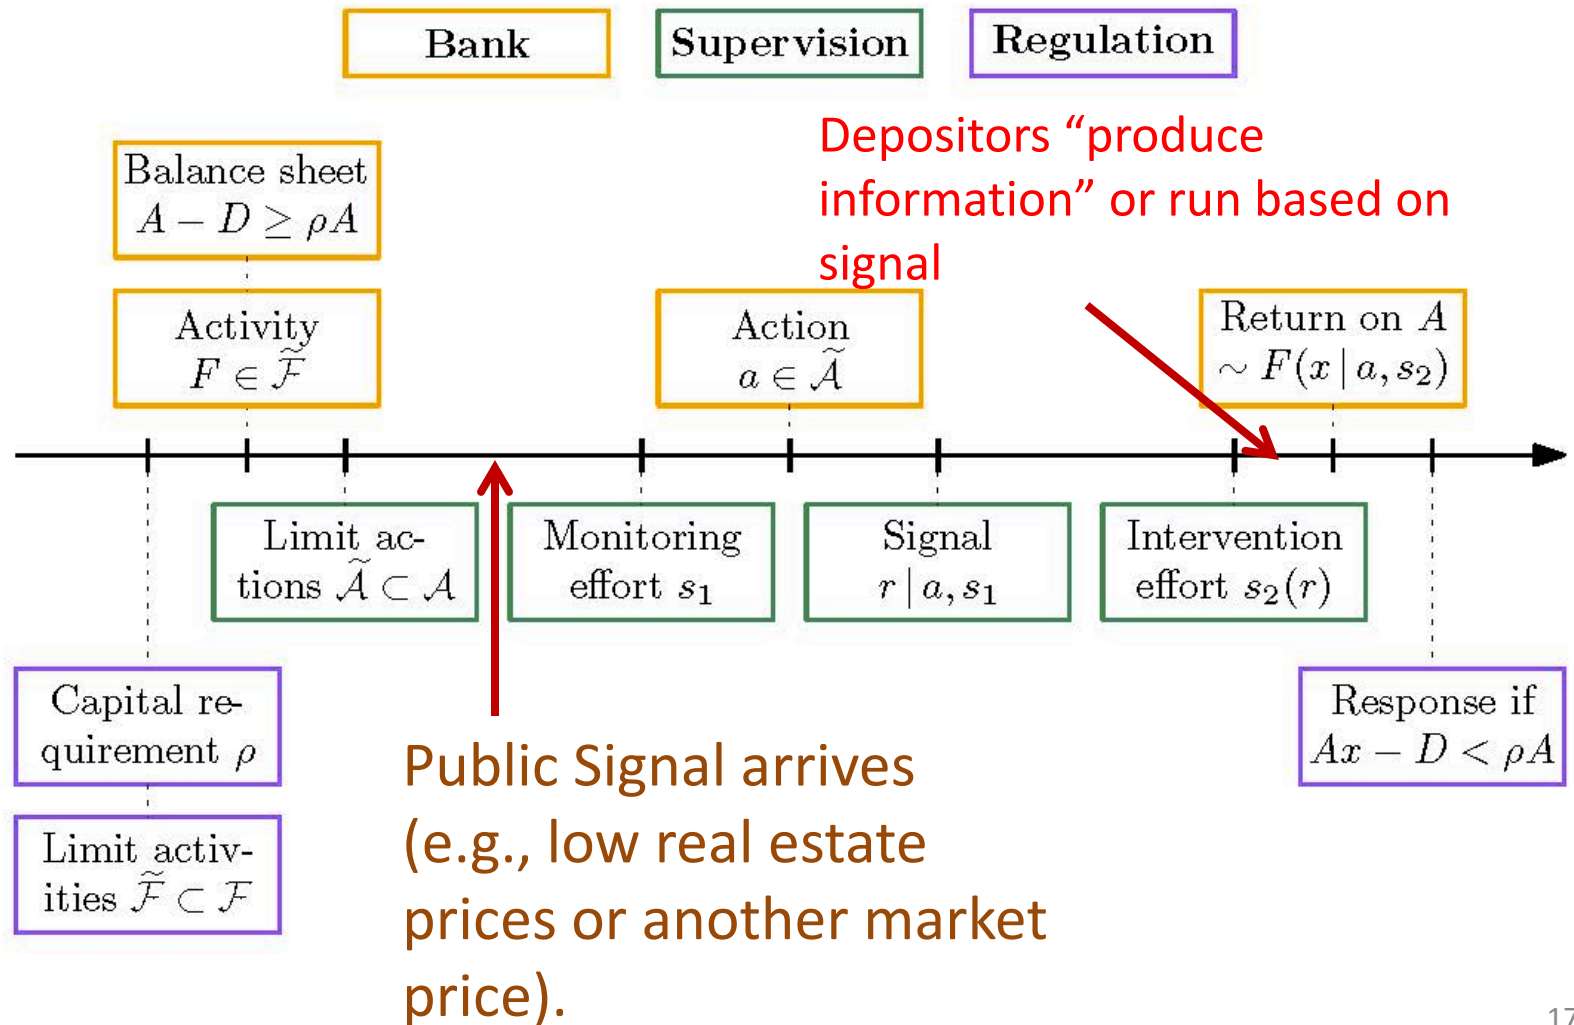 Bank
Supervision
Regulation
Depositors “produce
information” or run based on
signal
Balance sheet
A − D ≥ ρA
Activity
F ∈ ℱ̃
Action
a ∈ 𝒜̃
Return on A
∼ F(x | a, s₂)
Limit ac-
tions 𝒜̃ ⊂ 𝒜
Monitoring
effort s₁
Signal
r | a, s₁
Intervention
effort s₂(r)
Capital re-
quirement ρ
Limit activ-
ities ℱ̃ ⊂ ℱ
Public Signal arrives
(e.g., low real estate
prices or another market
price).
Response if
Ax − D < ρA
17